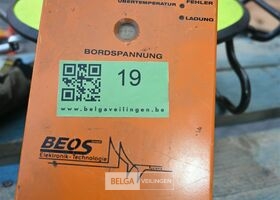 ÜBERTEMPERATUR FEHLER
LADUNG
BORDSPANNUNG
19
www.belgaveilingen.be
BEOS
Elektronik-Technologie
BELGA VEILINGEN